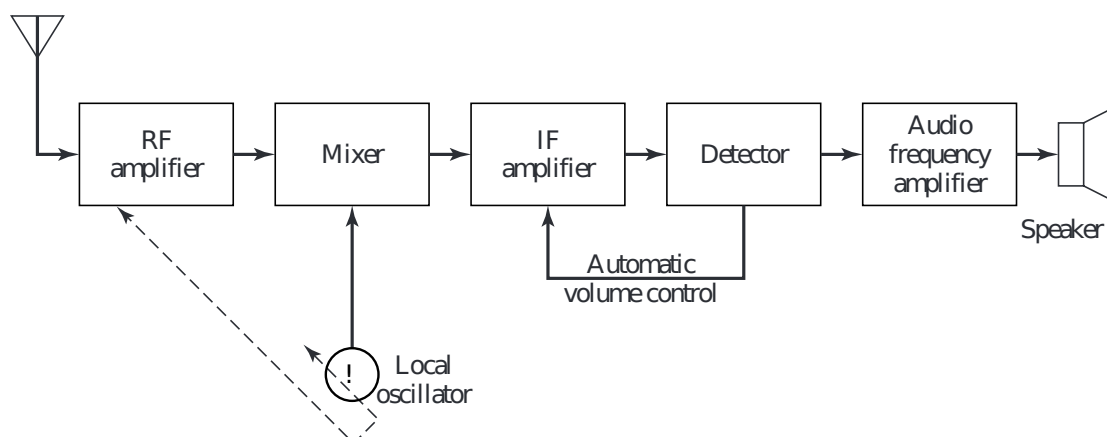 RF
amplifier
Mixer
IF
amplifier
Detector
Audio
frequency
amplifier
Speaker
Automatic
volume control
!
Local
oscillator